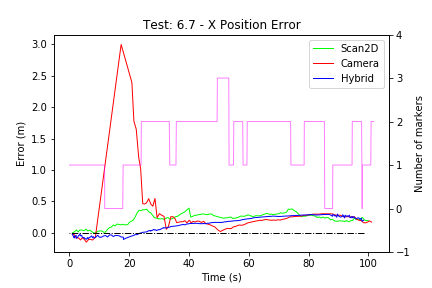 Test: 6.7 - X Position Error
Scan2D
Camera
Hybrid
Error (m)
3.0
2.5
2.0
1.5
1.0
0.5
0.0
4
3
2
1
0
−1
Number of markers
0
20
40
60
80
100
Time (s)